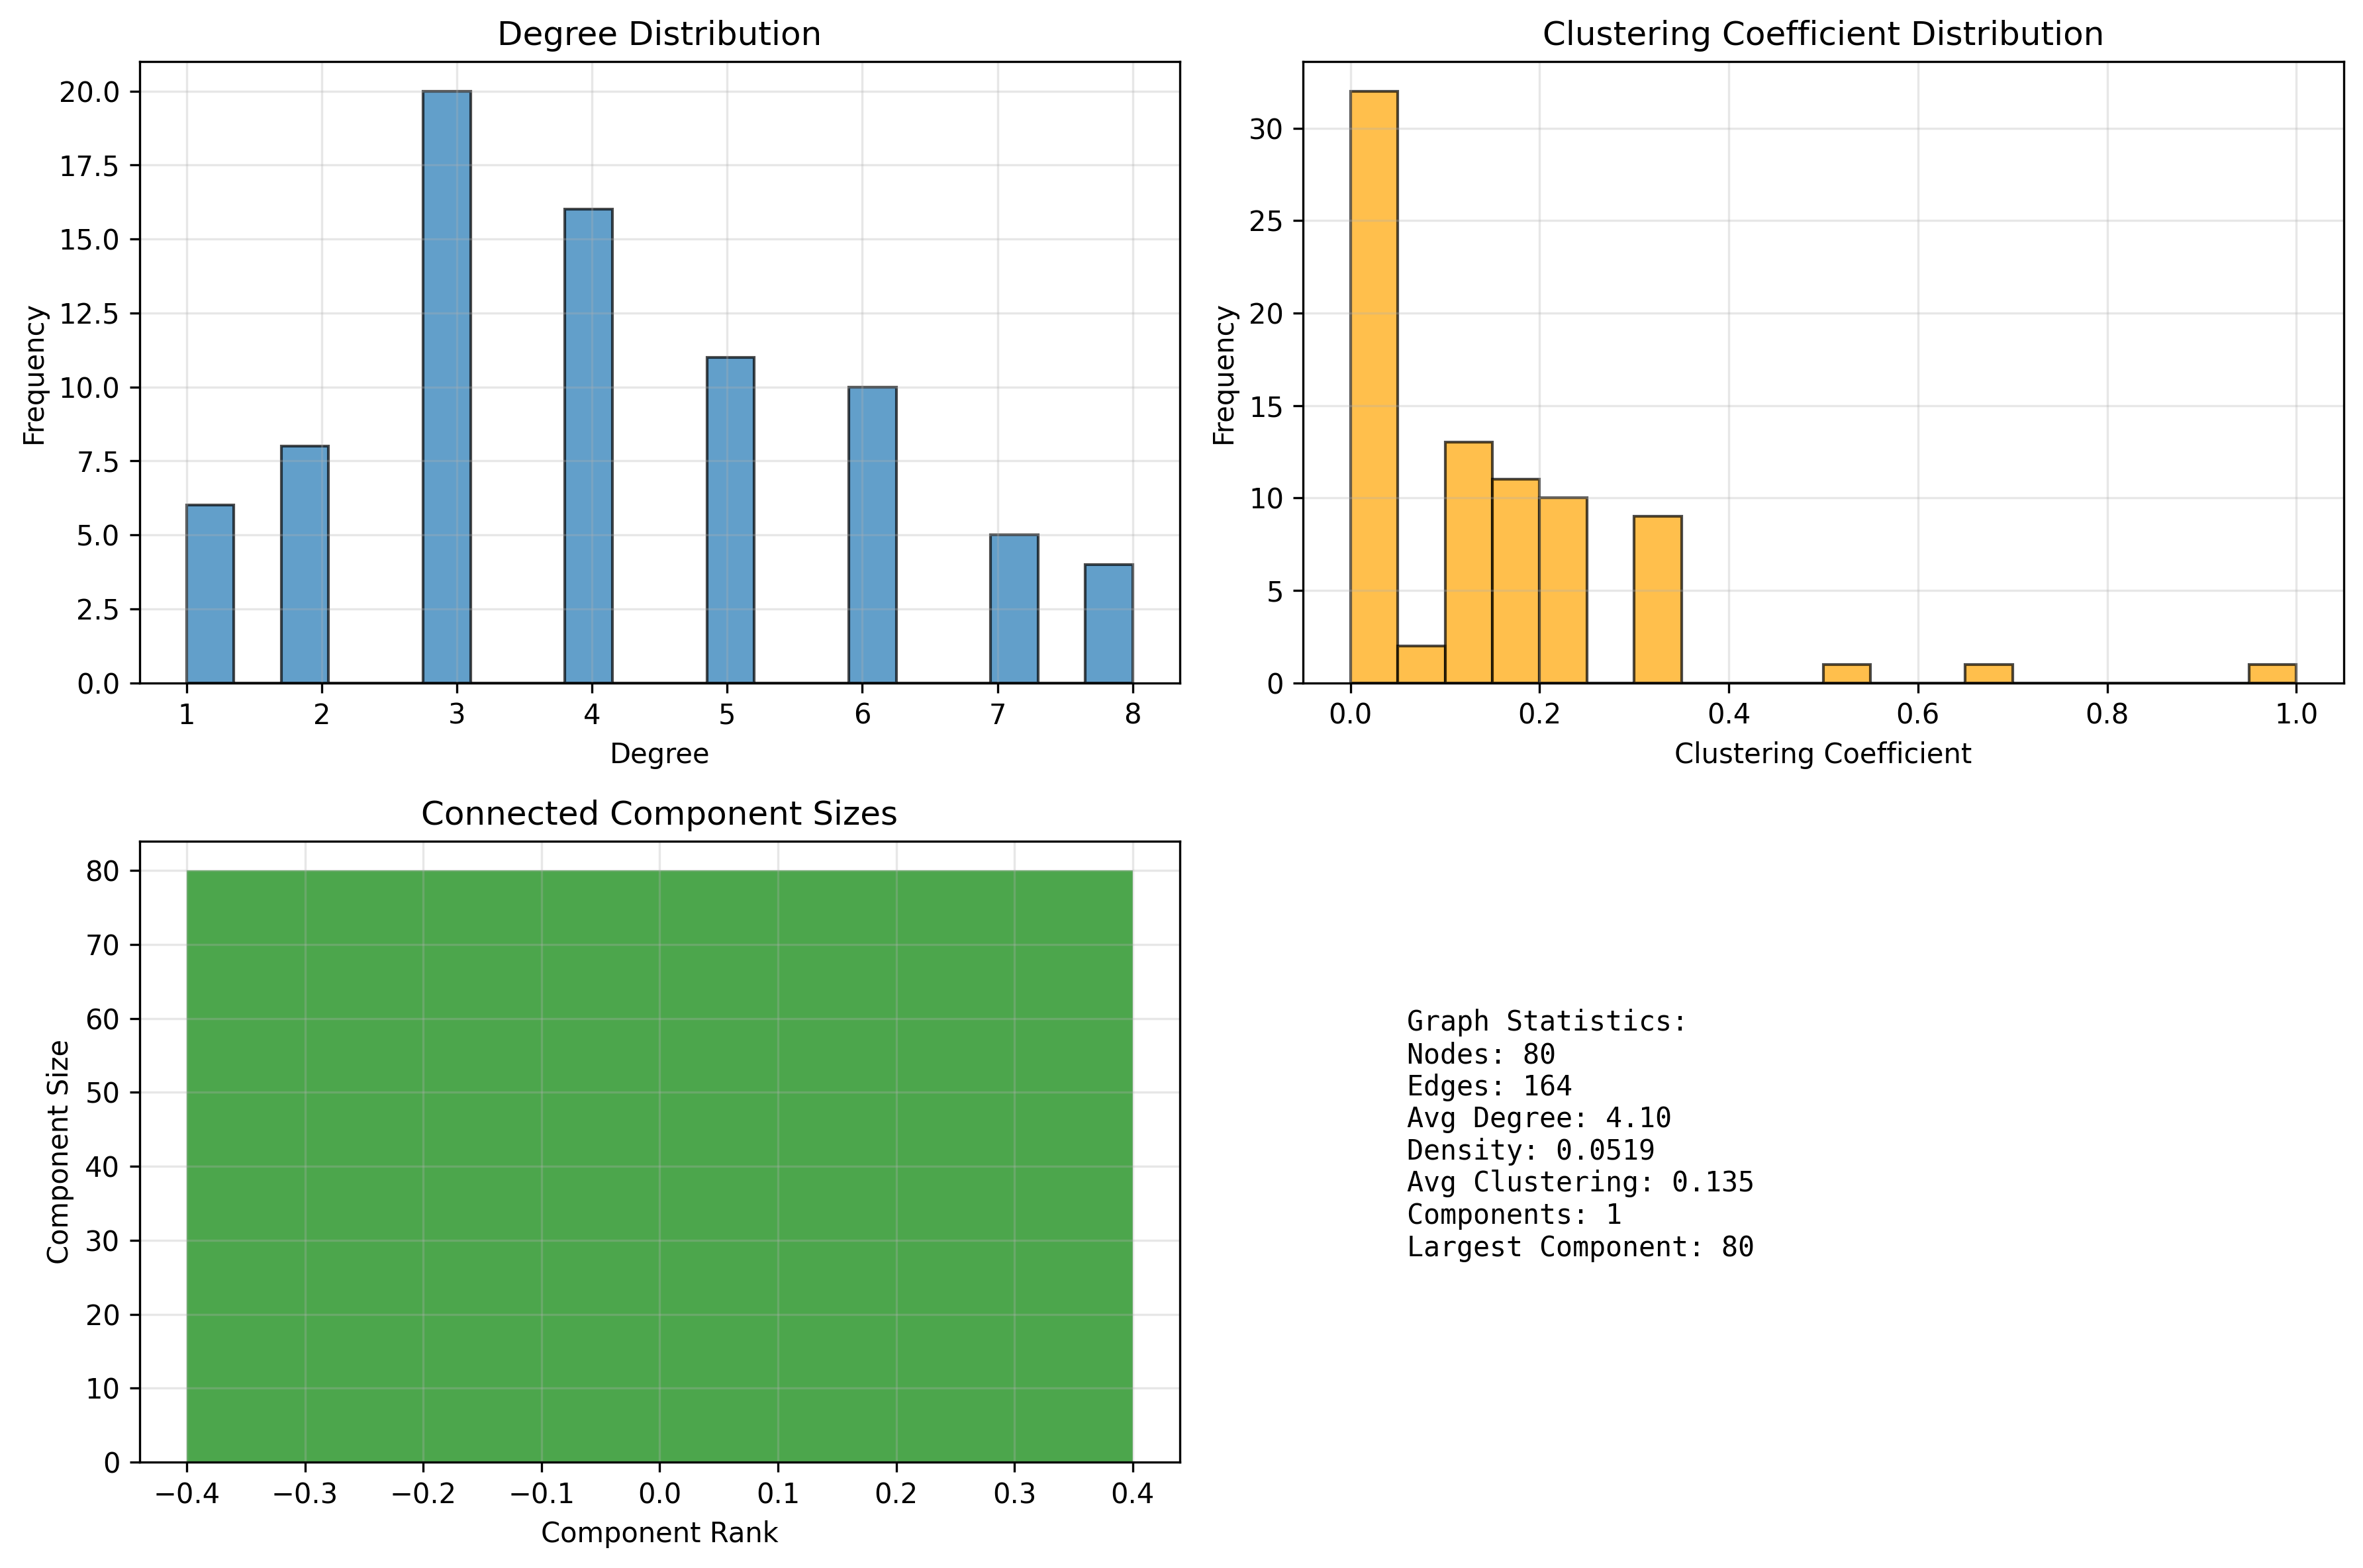 Degree Distribution
20.0
17.5
15.0
12.5
10.0
7.5
5.0
2.5
0.0
Frequency
1 2 3 4 5 6 7 8
Degree
Clustering Coefficient Distribution
30
25
20
15
10
5
0
Frequency
0.0 0.2 0.4 0.6 0.8 1.0
Clustering Coefficient
Connected Component Sizes
80
70
60
50
40
30
20
10
0
Component Size
−0.4 −0.3 −0.2 −0.1 0.0 0.1 0.2 0.3 0.4
Component Rank
Graph Statistics:
Nodes: 80
Edges: 164
Avg Degree: 4.10
Density: 0.0519
Avg Clustering: 0.135
Components: 1
Largest Component: 80